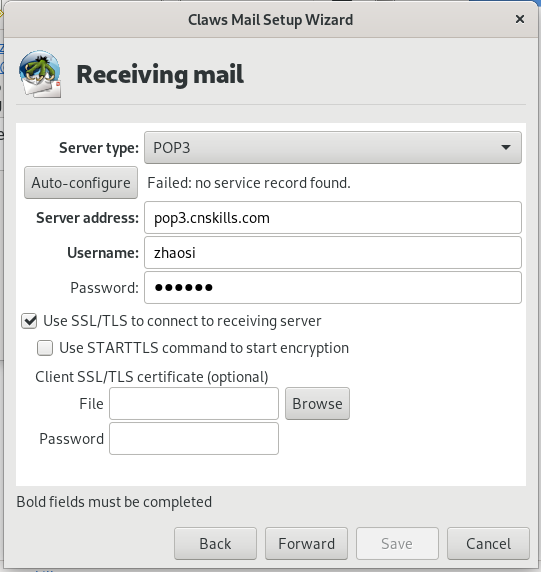 Claws Mail Setup Wizard
Receiving mail
Server type: POP3
Auto-configure Failed: no service record found.
Server address: pop3.cnskills.com
Username: zhaosi
Password: ●●●●●●
Use SSL/TLS to connect to receiving server
Use STARTTLS command to start encryption
Client SSL/TLS certificate (optional)
File Browse
Password
Bold fields must be completed
Back Forward Save Cancel